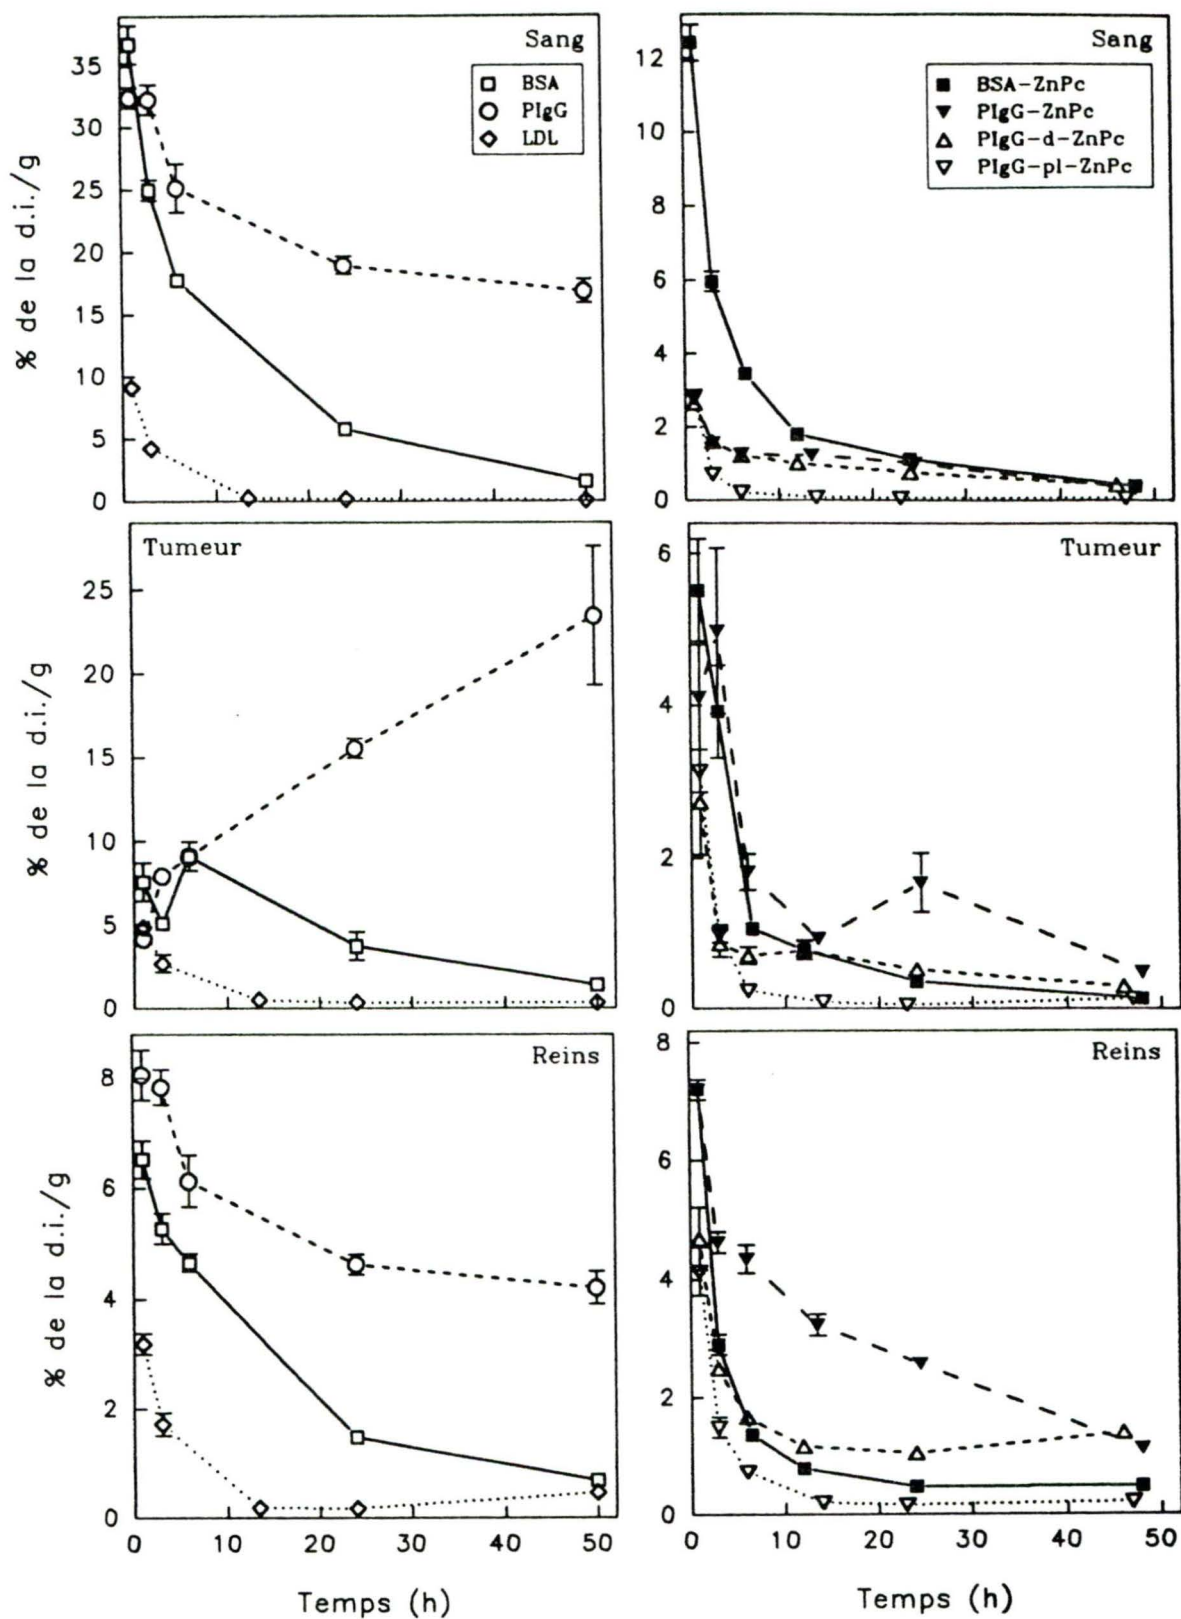 Sang
BSA
PIgG
LDL
35
30
25
20
15
10
5
0
% de la d.i./g
Sang
BSA-ZnPc
PIgG-ZnPc
PIgG-d-ZnPc
PIgG-pl-ZnPc
12
10
8
6
4
2
0
Tumeur
25
20
15
10
5
0
% de la d.i./g
Tumeur
6
4
2
0
Reins
8
6
4
2
0
% de la d.i./g
0 10 20 30 40 50
Temps (h)
Reins
8
6
4
2
0
0 10 20 30 40 50
Temps (h)